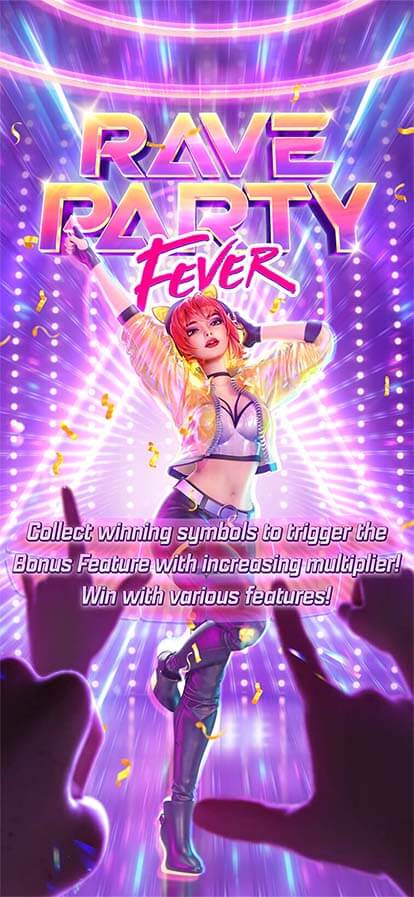 RAVE
PARTY
FEVER
Collect winning symbols to trigger the
Bonus Feature with increasing multiplier!
Win with various features!